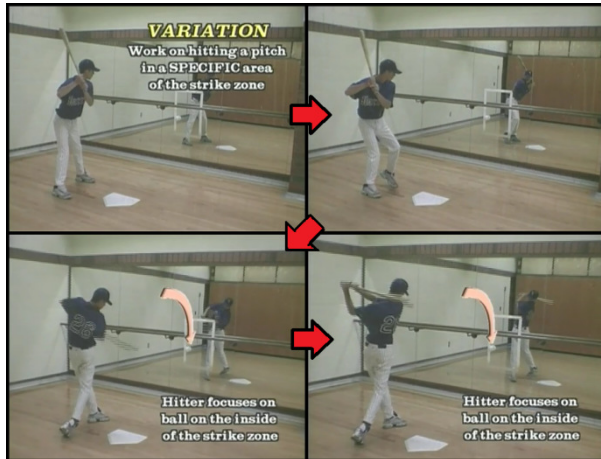 VARIATION
Work on hitting a pitch
in a SPECIFIC area
of the strike zone
Hitter focuses on
ball on the inside
of the strike zone
Hitter focuses on
ball on the inside
of the strike zone